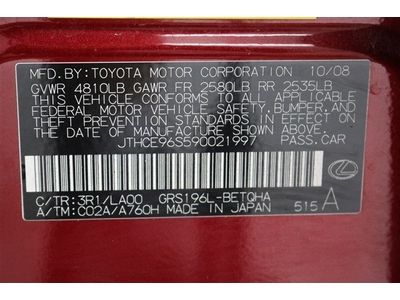 MFD. BY: TOYOTA MOTOR CORPORATION 10/08
GVWR 4810LB GAWR FR 2580LB RR 2535LB
THIS VEHICLE CONFORMS TO ALL APPLICABLE
FEDERAL MOTOR VEHICLE SAFETY, BUMPER, AND
THEFT PREVENTION STANDARDS IN EFFECT ON
THE DATE OF MANUFACTURE SHOWN ABOVE.
JTHCE96S590021997 PASS.CAR
C/TR: 3R1/LA00 GRS196L-BETQHA
A/TM: C02A/A760H MADE IN JAPAN 515 A